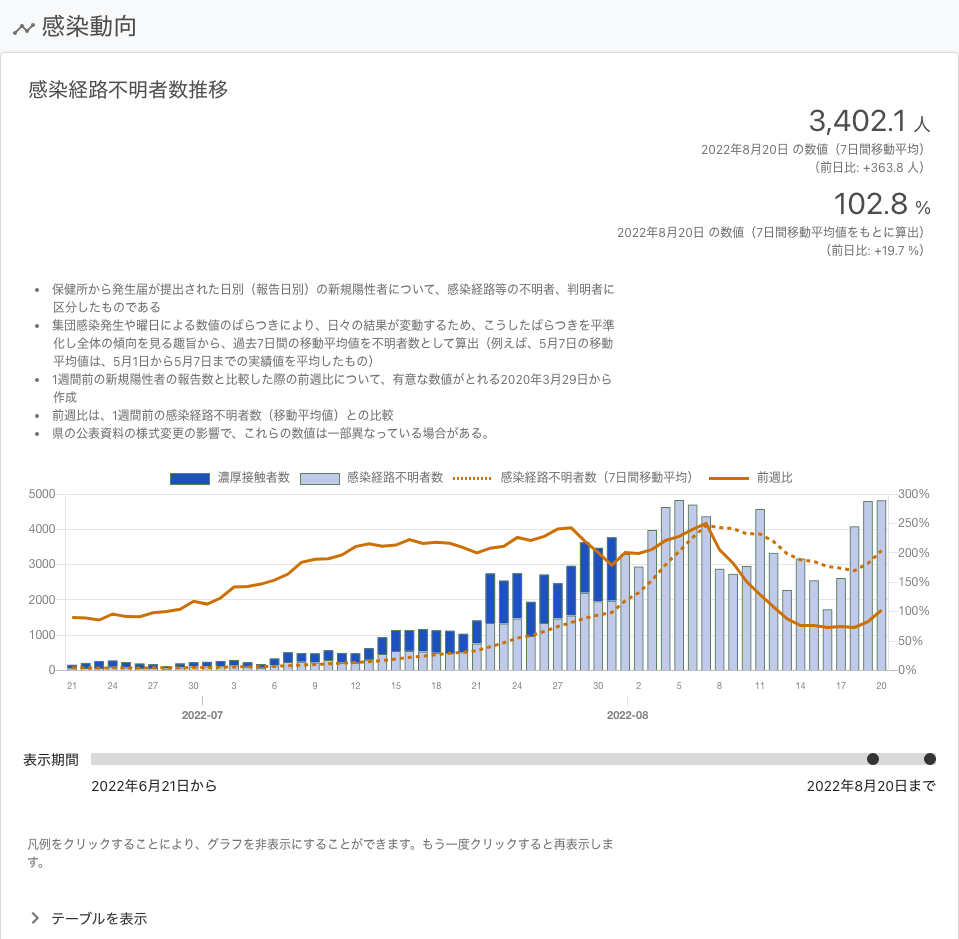 感染動向
感染経路不明者数推移
3,402.1 人
2022年8月20日 の数値（7日間移動平均）
（前日比: +363.8 人）
102.8 %
2022年8月20日 の数値（7日間移動平均値をもとに算出）
（前日比: +19.7 %）
• 保健所から発生届が提出された日別（報告日別）の新規陽性者について、感染経路等の不明者、判明者に
区分したものである
• 集団感染発生や曜日による数値のばらつきにより、日々の結果が変動するため、こうしたばらつきを平準
化し全体の傾向を見る趣旨から、過去7日間の移動平均値を不明者数として算出（例えば、5月7日の移動
平均値は、5月1日から5月7日までの実績値を平均したもの）
• 1週間前の新規陽性者の報告数と比較した際の前週比について、有意な数値がとれる2020年3月29日から
作成
• 前週比は、1週間前の感染経路不明者数（移動平均値）との比較
• 県の公表資料の様式変更の影響で、これらの数値は一部異なっている場合がある。
濃厚接触者数 感染経路不明者数 感染経路不明者数（7日間移動平均） 前週比
5000 300%
250%
4000
200%
3000
150%
2000
100%
1000
50%
0 0%
21 24 27 30 3 6 9 12 15 18 21 24 27 30 2 5 8 11 14 17 20
2022-07 2022-08
表示期間
2022年6月21日から 2022年8月20日まで
凡例をクリックすることにより、グラフを非表示にすることができます。もう一度クリックすると再表示しま
す。
テーブルを表示